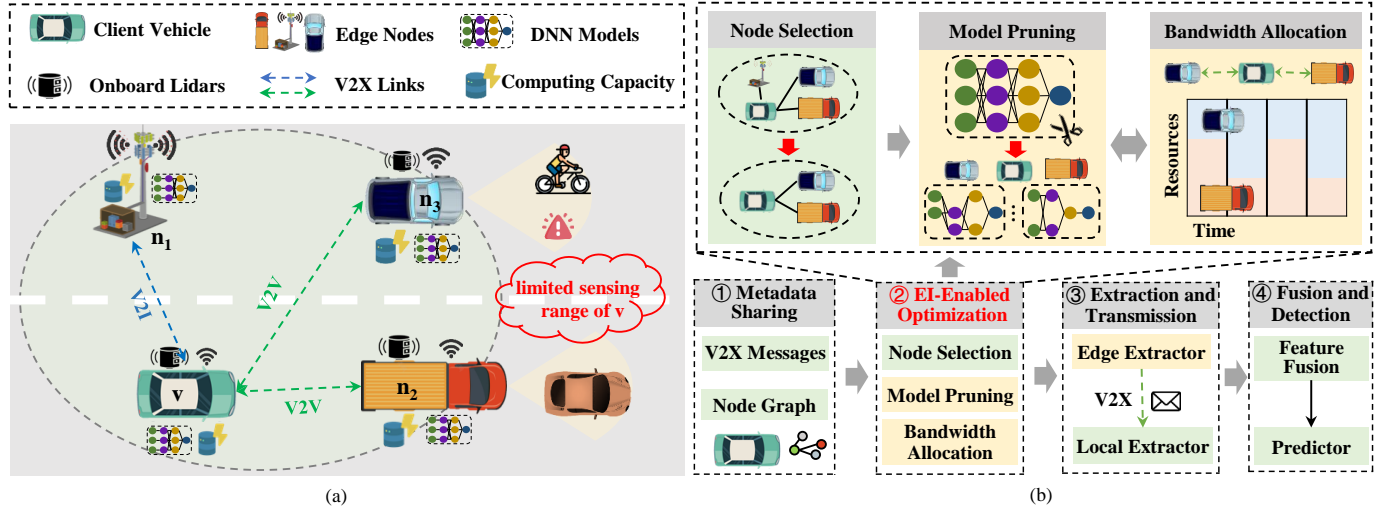 Client Vehicle
Edge Nodes
DNN Models
Onboard Lidars
V2X Links
Computing Capacity
n1
n3
V2I
V2V
limited sensing
range of v
v
V2V
n2
(a)
Node Selection
Model Pruning
Bandwidth Allocation
Resources
Time
① Metadata
Sharing
V2X Messages
Node Graph
② EI-Enabled
Optimization
Node Selection
Model Pruning
Bandwidth
Allocation
③ Extraction and
Transmission
Edge Extractor
V2X
Local Extractor
④ Fusion and
Detection
Feature
Fusion
Predictor
(b)